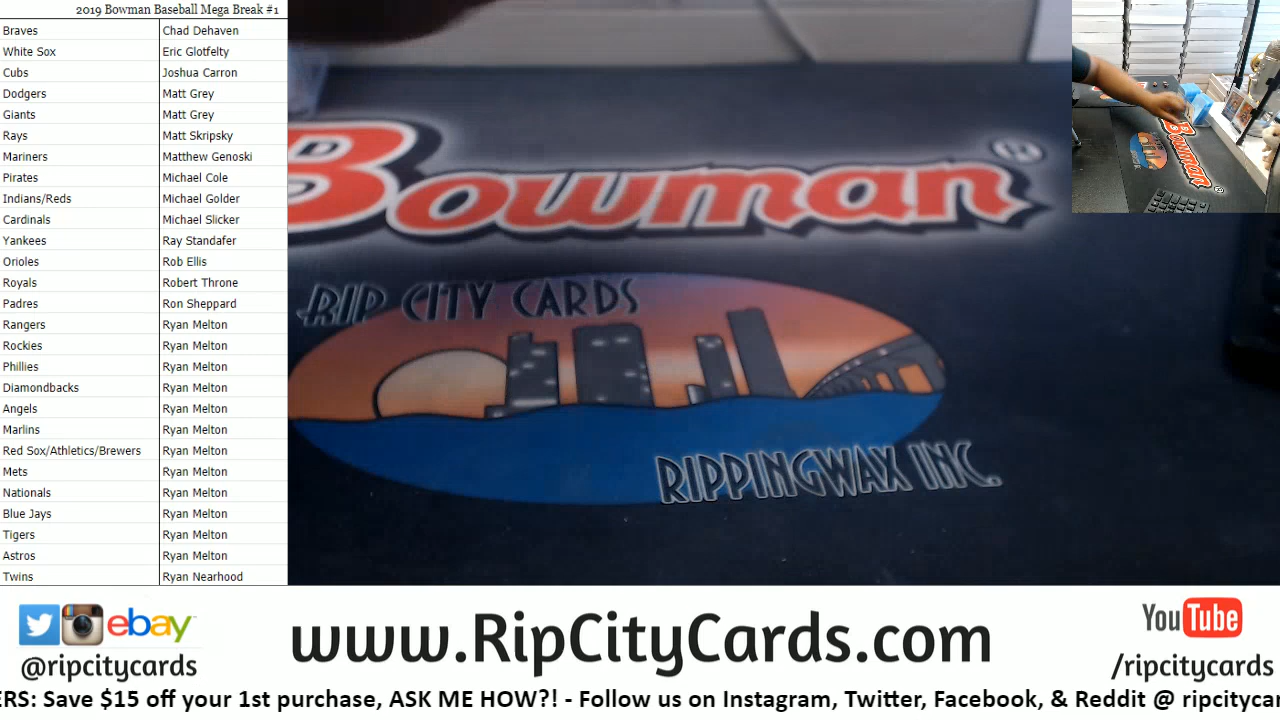 2019 Bowman Baseball Mega Break #1
Braves Chad Dehaven
White Sox Eric Glotfelty
Cubs Joshua Carron
Dodgers Matt Grey
Giants Matt Grey
Rays Matt Skripsky
Mariners Matthew Genoski
Pirates Michael Cole
Indians/Reds Michael Golder
Cardinals Michael Slicker
Yankees Ray Standafer
Orioles Rob Ellis
Royals Robert Throne
Padres Ron Sheppard
Rangers Ryan Melton
Rockies Ryan Melton
Phillies Ryan Melton
Diamondbacks Ryan Melton
Angels Ryan Melton
Marlins Ryan Melton
Red Sox/Athletics/Brewers Ryan Melton
Mets Ryan Melton
Nationals Ryan Melton
Blue Jays Ryan Melton
Tigers Ryan Melton
Astros Ryan Melton
Twins Ryan Nearhood
Bowman®
RIP CITY CARDS
RIPPINGWAX INC.
Bowman®
ebay™
@ripcitycards
www.RipCityCards.com
YouTube
/ripcitycards
ERS: Save $15 off your 1st purchase, ASK ME HOW?! - Follow us on Instagram, Twitter, Facebook, & Reddit @ ripcitycar